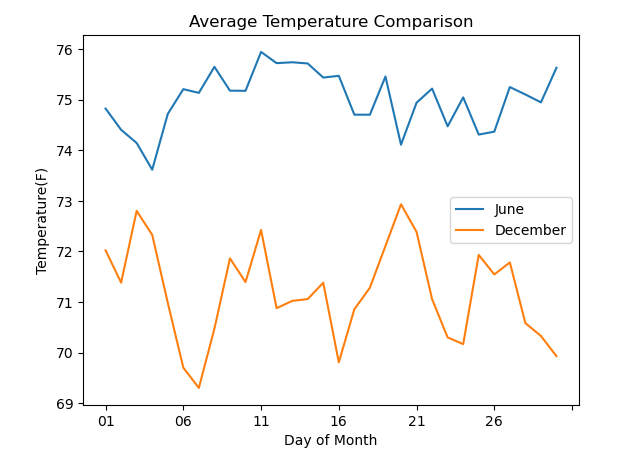 Average Temperature Comparison
76
75
74
73
72
71
70
69
Temperature(F)
June
December
01 06 11 16 21 26
Day of Month